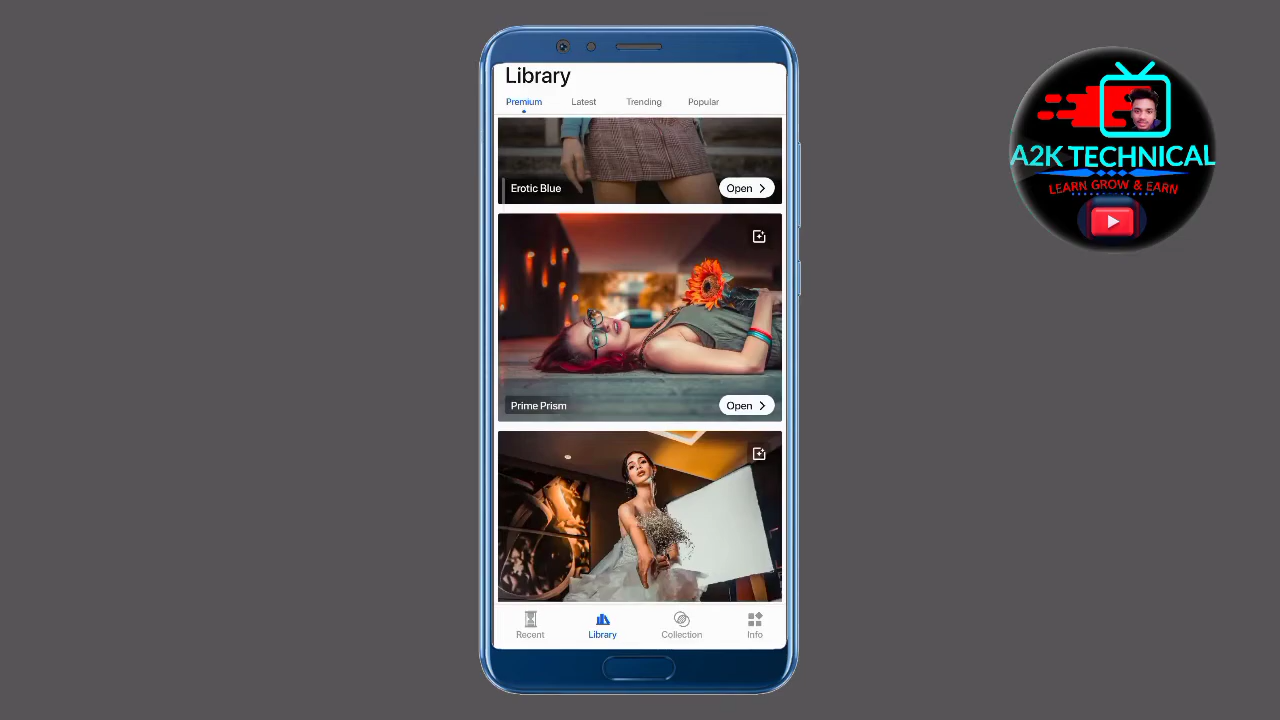 Library
Premium Latest Trending Popular
Erotic Blue Open
Prime Prism Open
Recent Library Collection Info
A2K TECHNICAL
LEARN GROW & EARN